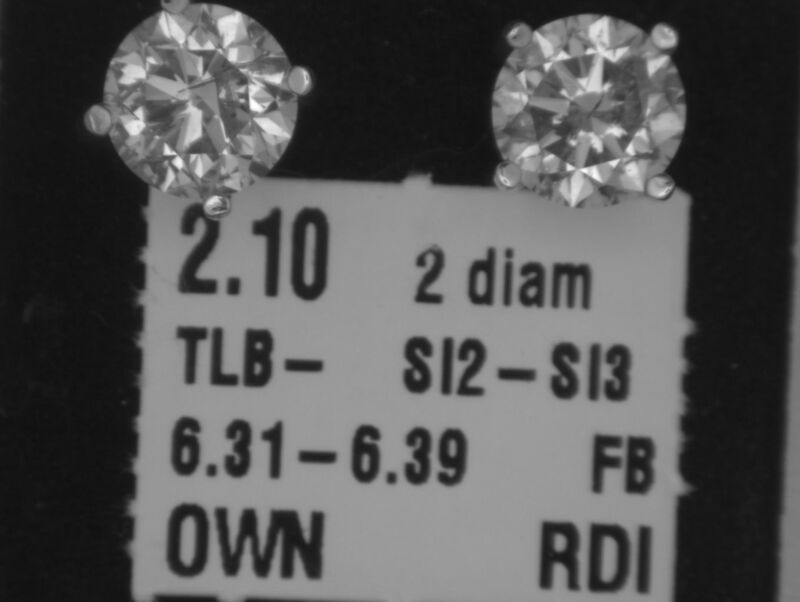 2.10 2 diam
TLB- SI2-SI3
6.31-6.39 FB
OWN RDI